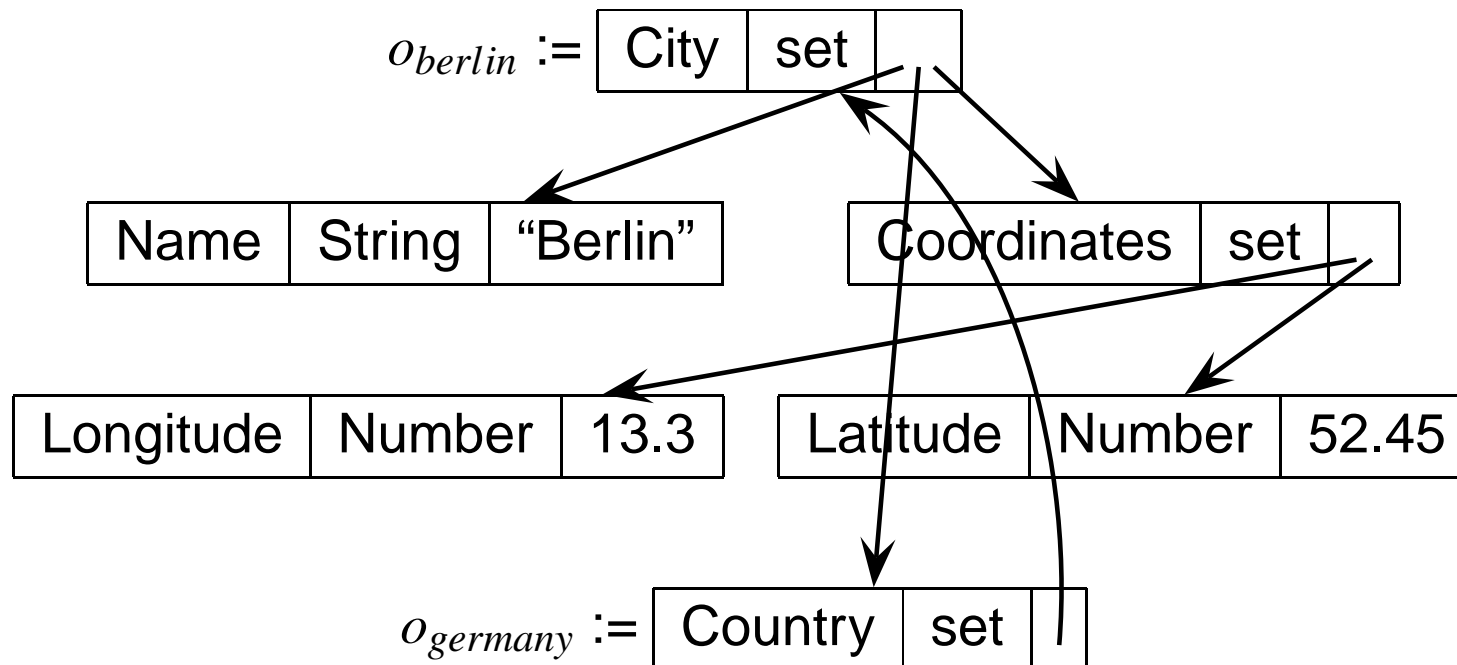 o_berlin := City set
Name String “Berlin” Coordinates set
Longitude Number 13.3 Latitude Number 52.45
o_germany := Country set